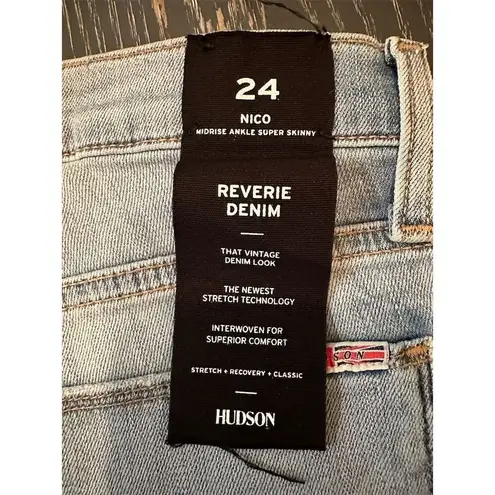 24
NICO
MIDRISE ANKLE SUPER SKINNY
REVERIE
DENIM
THAT VINTAGE
DENIM LOOK
THE NEWEST
STRETCH TECHNOLOGY
INTERWOVEN FOR
SUPERIOR COMFORT
STRETCH + RECOVERY + CLASSIC
SON
HUDSON